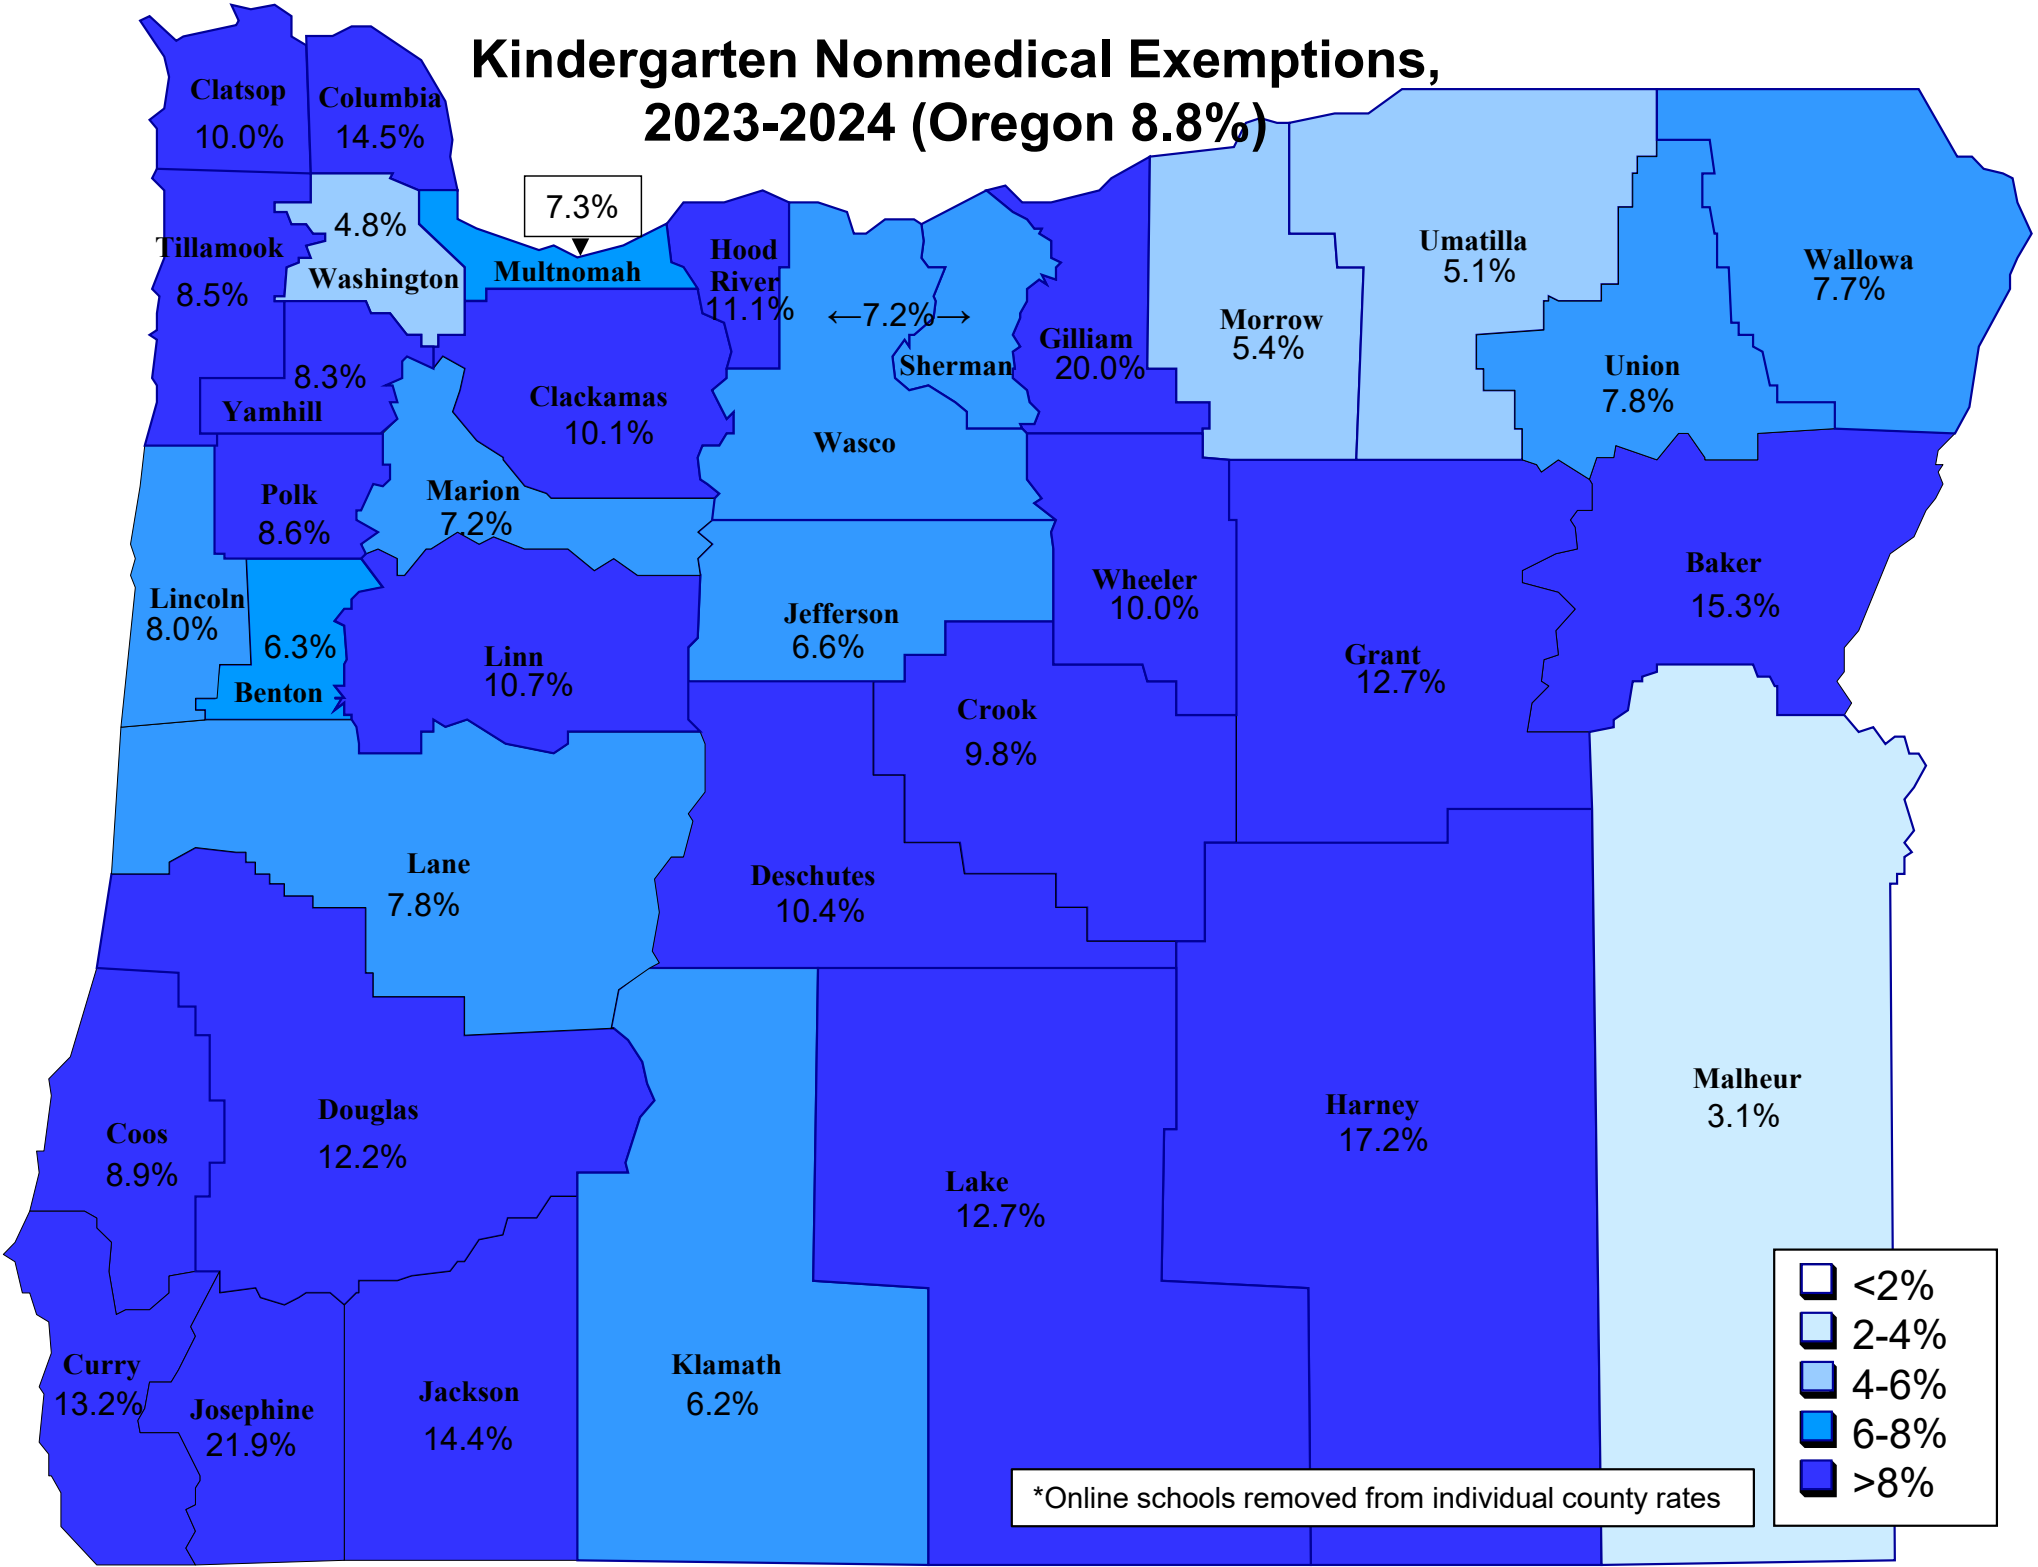 Kindergarten Nonmedical Exemptions,
2023-2024 (Oregon 8.8%)
Clatsop
10.0%
Columbia
14.5%
Tillamook
8.5%
4.8%
Washington
7.3%
Multnomah
Hood
River
11.1%
←7.2%→
Sherman
Wasco
Gilliam
20.0%
Morrow
5.4%
Umatilla
5.1%
Union
7.8%
Wallowa
7.7%
8.3%
Yamhill
Clackamas
10.1%
Polk
8.6%
Marion
7.2%
Lincoln
8.0%
6.3%
Benton
Linn
10.7%
Jefferson
6.6%
Wheeler
10.0%
Grant
12.7%
Baker
15.3%
Crook
9.8%
Lane
7.8%
Deschutes
10.4%
Coos
8.9%
Douglas
12.2%
Lake
12.7%
Harney
17.2%
Malheur
3.1%
Curry
13.2%
Josephine
21.9%
Jackson
14.4%
Klamath
6.2%
<2%
2-4%
4-6%
6-8%
>8%
*Online schools removed from individual county rates